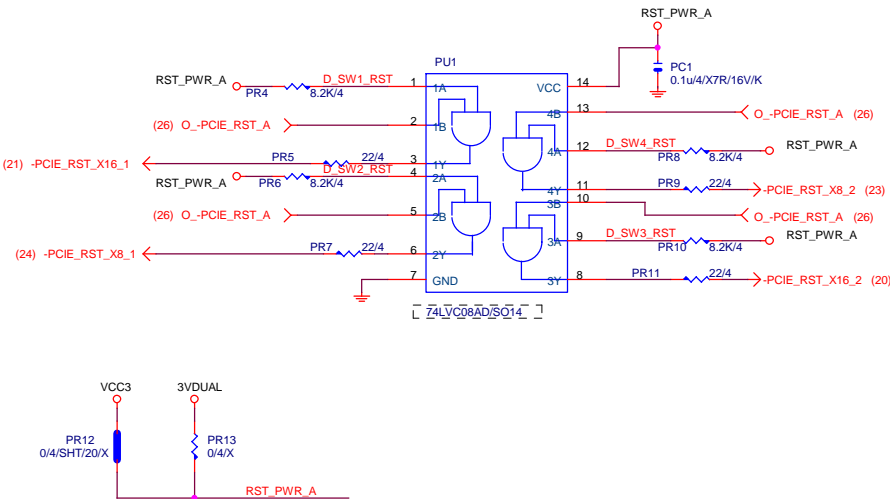 RST_PWR_A
PU1
PC1
0.1u/4/X7R/16V/K
RST_PWR_A
PR4
8.2K/4
D_SW1_RST
1
1A
VCC
14
(26) O_-PCIE_RST_A
2
1B
4B
13
O_-PCIE_RST_A (26)
(21) -PCIE_RST_X16_1
PR5
22/4
3
1Y
4A
12
D_SW4_RST
PR8
8.2K/4
RST_PWR_A
RST_PWR_A
PR6
8.2K/4
D_SW2_RST
4
2A
4Y
11
PR9
22/4
-PCIE_RST_X8_2 (23)
(26) O_-PCIE_RST_A
5
2B
3B
10
O_-PCIE_RST_A (26)
(24) -PCIE_RST_X8_1
PR7
22/4
6
2Y
3A
9
D_SW3_RST
PR10
8.2K/4
RST_PWR_A
7
GND
3Y
8
PR11
22/4
-PCIE_RST_X16_2 (20)
74LVC08AD/SO14
VCC3
3VDUAL
PR12
0/4/SHT/20/X
PR13
0/4/X
RST_PWR_A